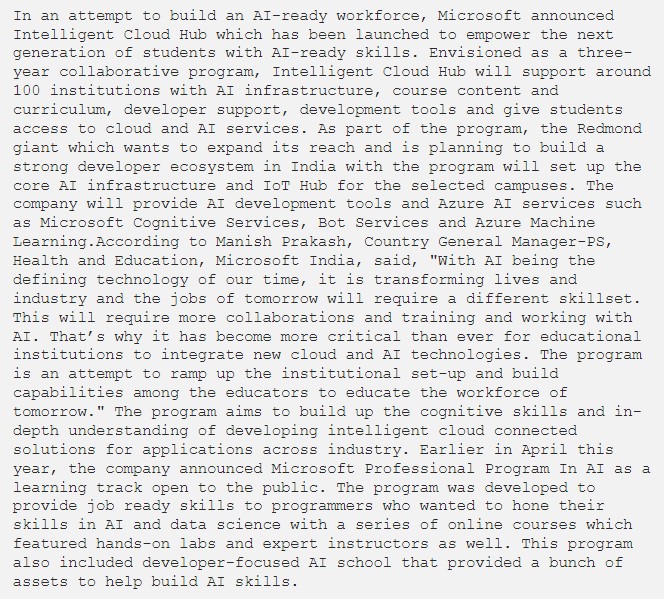 In an attempt to build an AI-ready workforce, Microsoft announced
Intelligent Cloud Hub which has been launched to empower the next
generation of students with AI-ready skills. Envisioned as a three-
year collaborative program, Intelligent Cloud Hub will support around
100 institutions with AI infrastructure, course content and
curriculum, developer support, development tools and give students
access to cloud and AI services. As part of the program, the Redmond
giant which wants to expand its reach and is planning to build a
strong developer ecosystem in India with the program will set up the
core AI infrastructure and IoT Hub for the selected campuses. The
company will provide AI development tools and Azure AI services such
as Microsoft Cognitive Services, Bot Services and Azure Machine
Learning.According to Manish Prakash, Country General Manager-PS,
Health and Education, Microsoft India, said, "With AI being the
defining technology of our time, it is transforming lives and
industry and the jobs of tomorrow will require a different skillset.
This will require more collaborations and training and working with
AI. That’s why it has become more critical than ever for educational
institutions to integrate new cloud and AI technologies. The program
is an attempt to ramp up the institutional set-up and build
capabilities among the educators to educate the workforce of
tomorrow." The program aims to build up the cognitive skills and in-
depth understanding of developing intelligent cloud connected
solutions for applications across industry. Earlier in April this
year, the company announced Microsoft Professional Program In AI as a
learning track open to the public. The program was developed to
provide job ready skills to programmers who wanted to hone their
skills in AI and data science with a series of online courses which
featured hands-on labs and expert instructors as well. This program
also included developer-focused AI school that provided a bunch of
assets to help build AI skills.